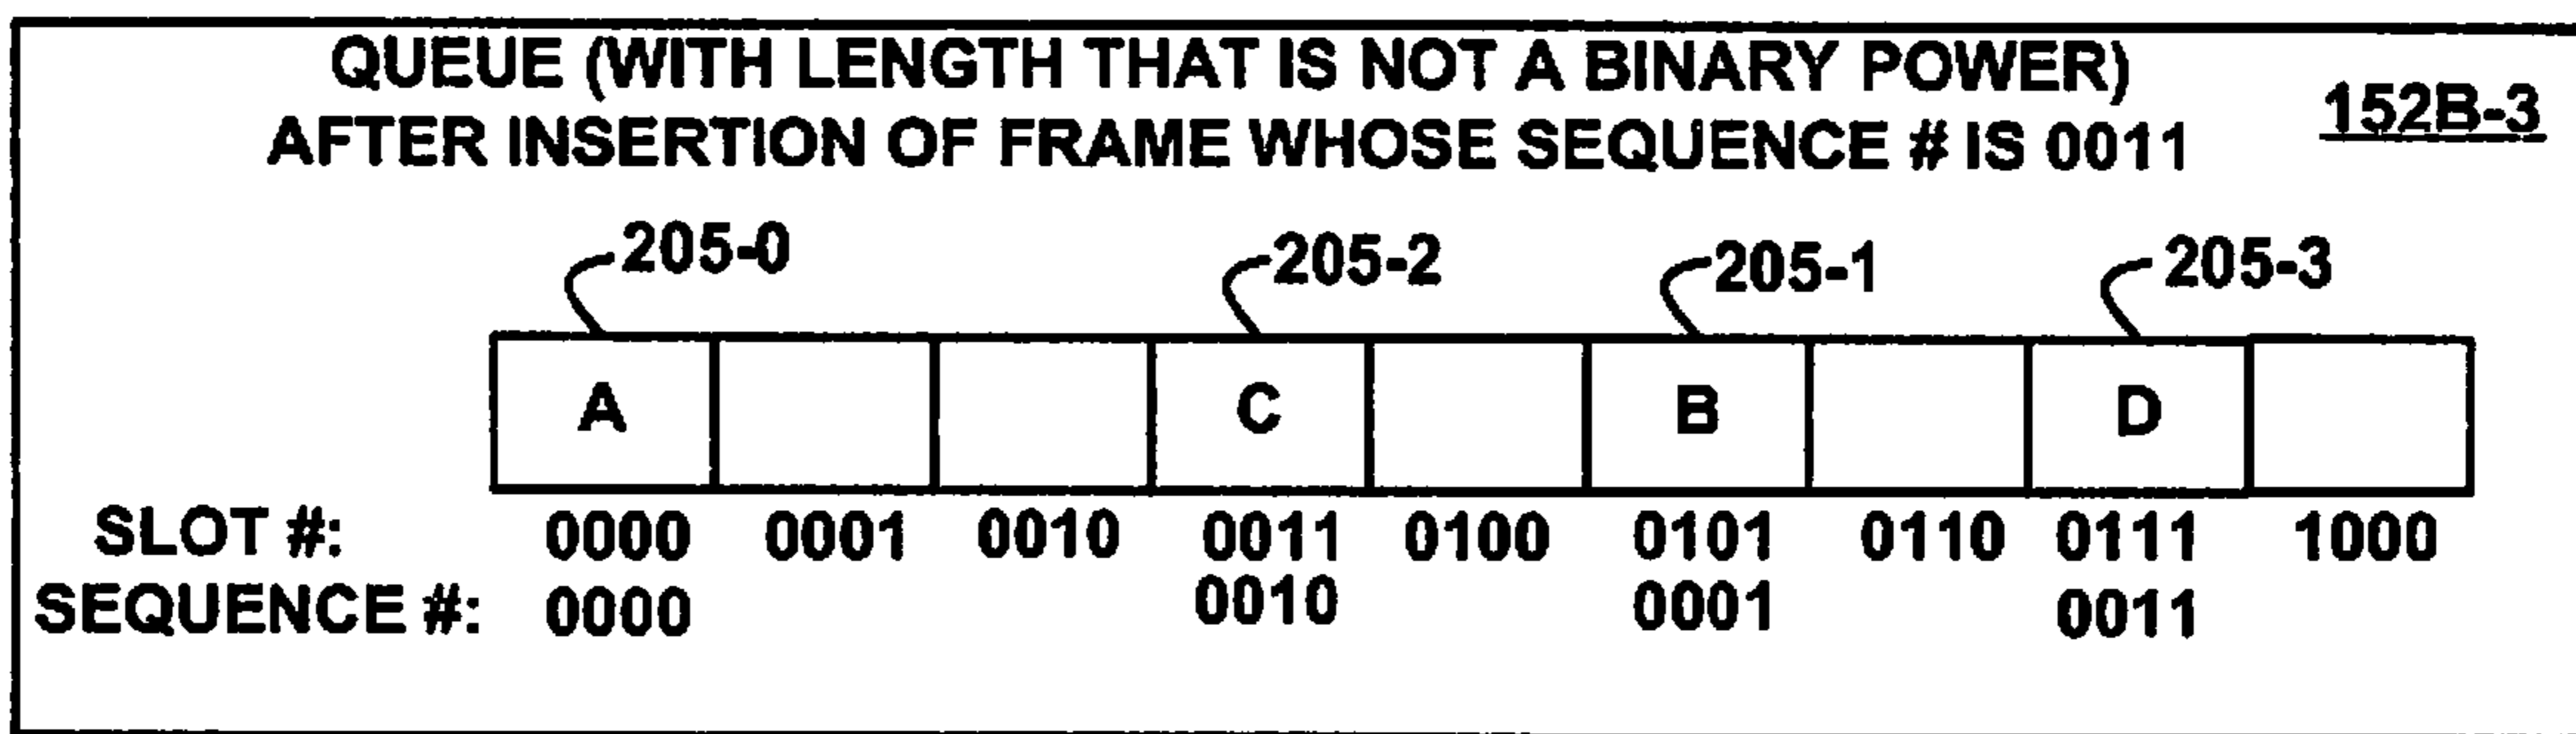 QUEUE (WITH LENGTH THAT IS NOT A BINARY POWER)
AFTER INSERTION OF FRAME WHOSE SEQUENCE # IS 0011
152B-3
205-0 205-2 205-1 205-3
A C B D
SLOT #: 0000 0001 0010 0011 0100 0101 0110 0111 1000
SEQUENCE #: 0000 0010 0001 0011